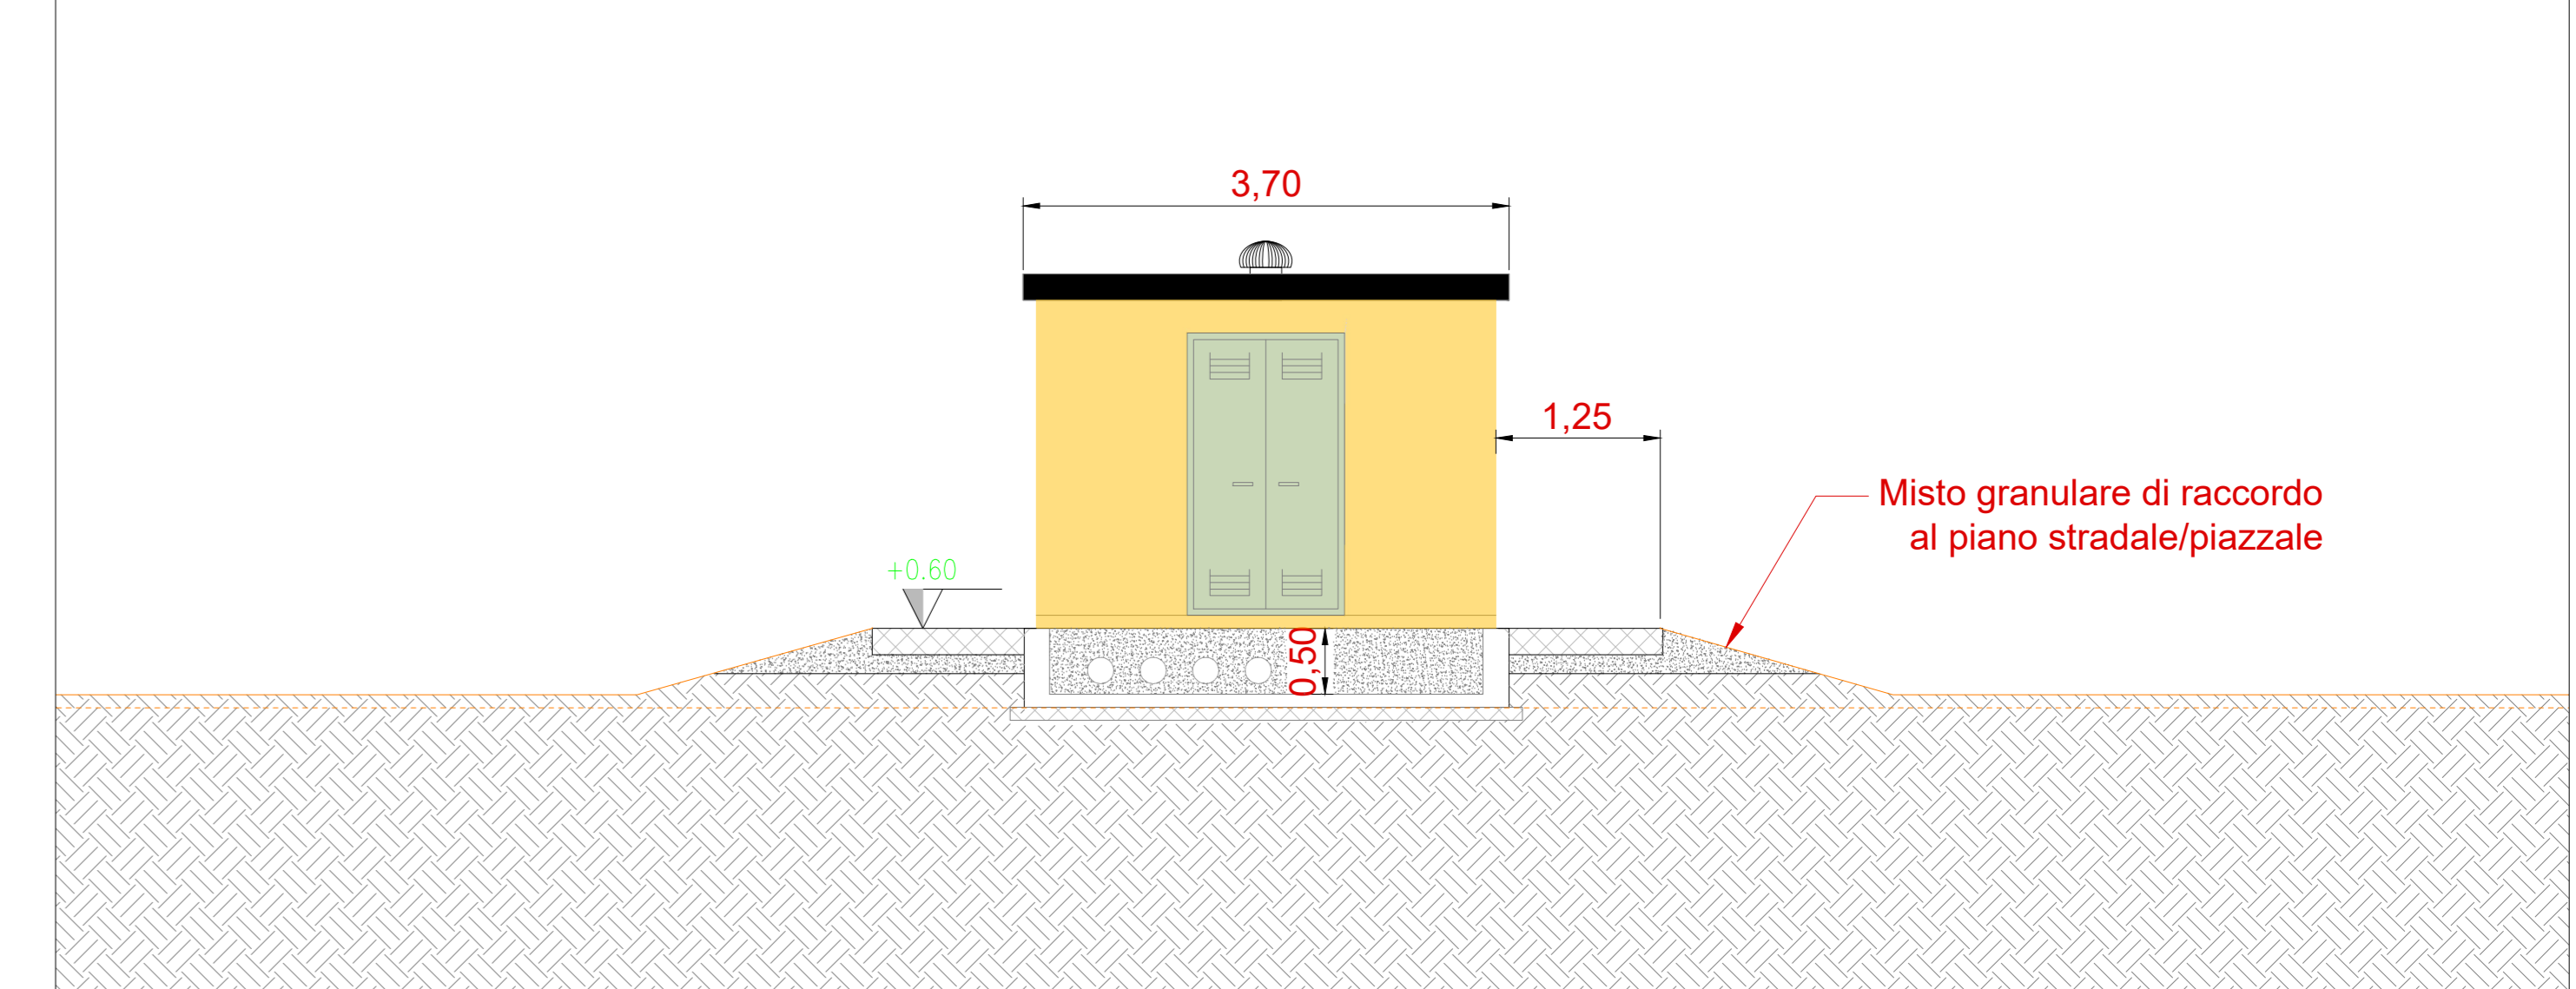 3,70
1,25
Misto granulare di raccordo
al piano stradale/piazzale
+0.60
0,50